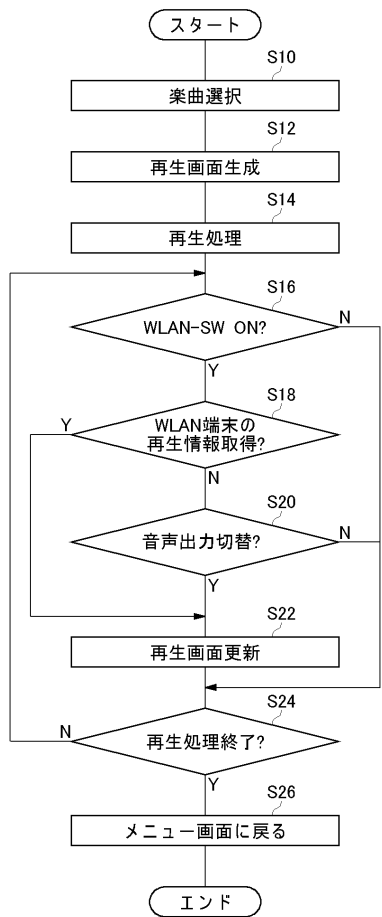 スタート
S10
楽曲選択
S12
再生画面生成
S14
再生処理
S16
WLAN-SW ON?
N
Y
S18
Y
WLAN端末の
再生情報取得?
N
S20
音声出力切替?
N
Y
S22
再生画面更新
S24
N
再生処理終了?
Y
S26
メニュー画面に戻る
エンド